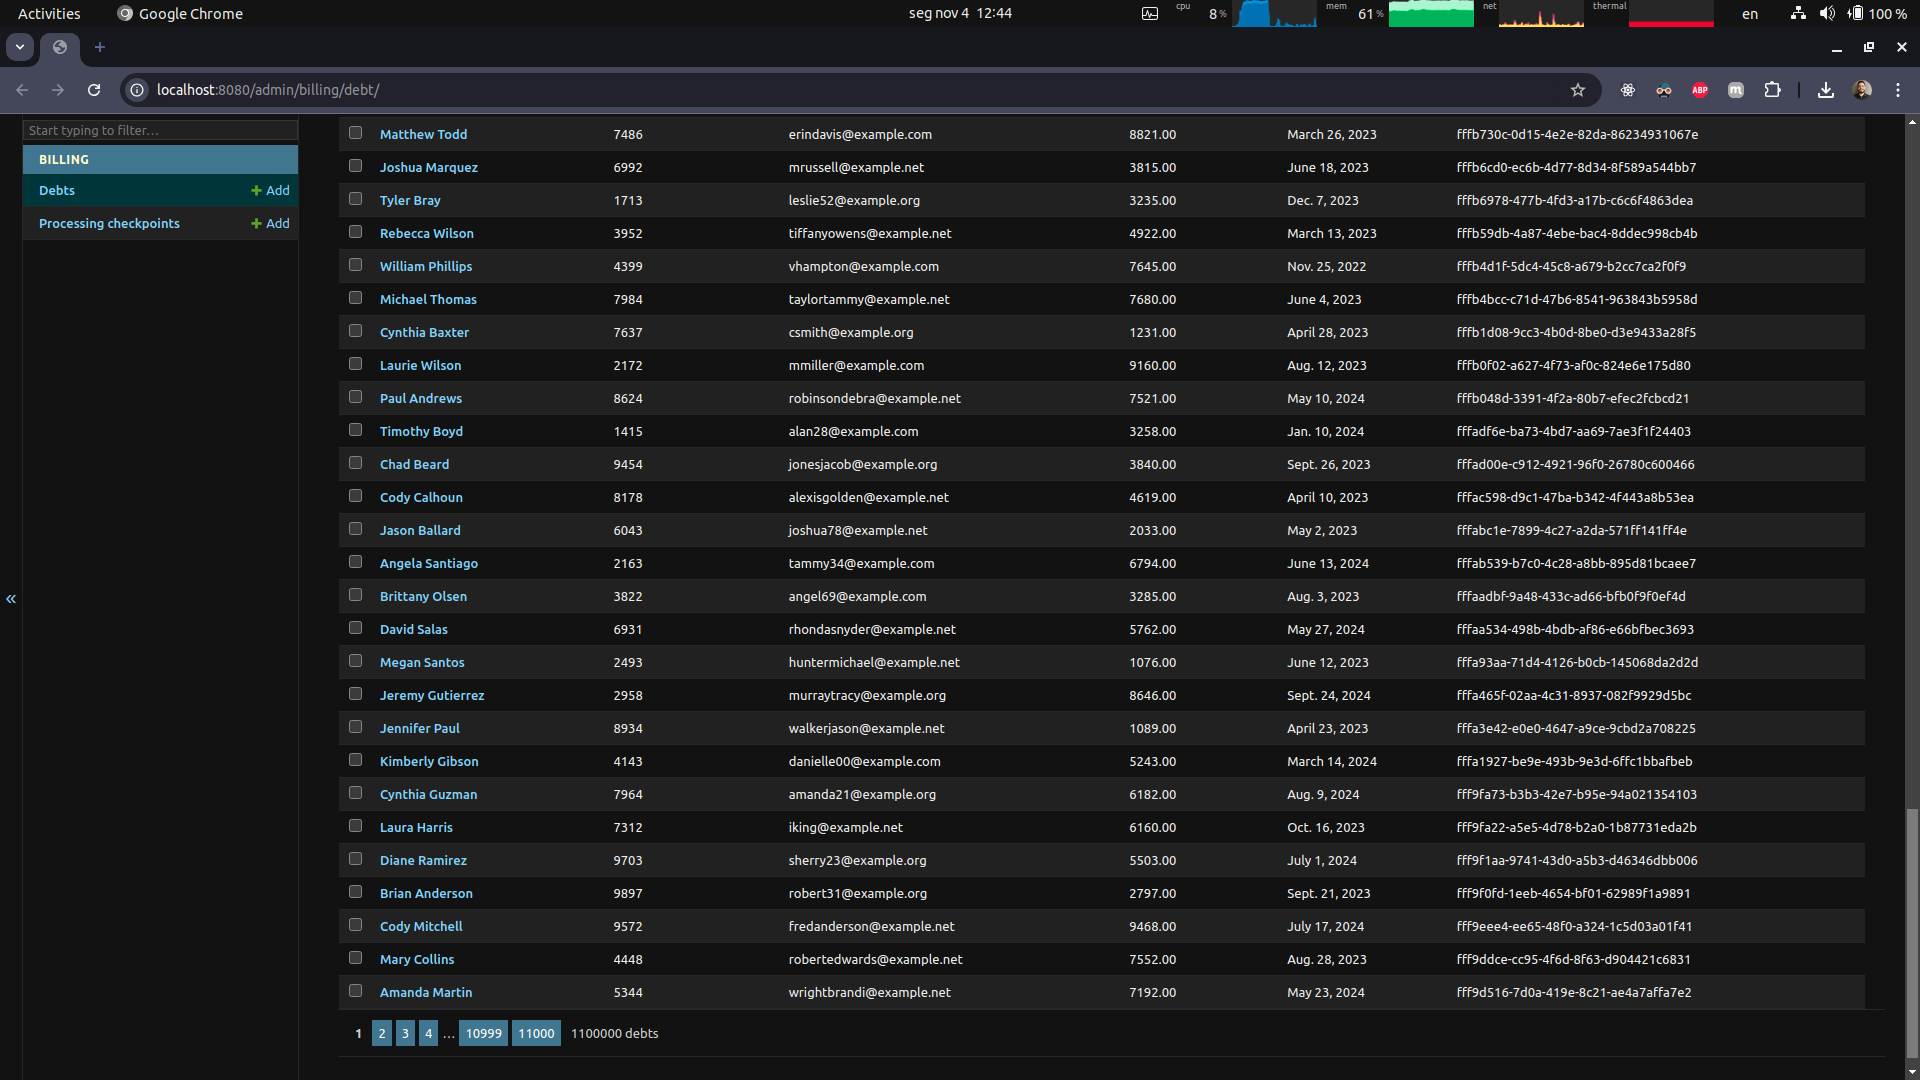 Activities Google Chrome seg nov 4 12:44 cpu 8 % mem 61 % net thermal en 100 %
localhost:8080/admin/billing/debt/ ABP m
Start typing to filter…
BILLING
Debts Add
Processing checkpoints Add
«
Matthew Todd 7486 erindavis@example.com 8821.00 March 26, 2023 fffb730c-0d15-4e2e-82da-86234931067e
Joshua Marquez 6992 mrussell@example.net 3815.00 June 18, 2023 fffb6cd0-ec6b-4d77-8d34-8f589a544bb7
Tyler Bray 1713 leslie52@example.org 3235.00 Dec. 7, 2023 fffb6978-477b-4fd3-a17b-c6c6f4863dea
Rebecca Wilson 3952 tiffanyowens@example.net 4922.00 March 13, 2023 fffb59db-4a87-4ebe-bac4-8ddec998cb4b
William Phillips 4399 vhampton@example.com 7645.00 Nov. 25, 2022 fffb4d1f-5dc4-45c8-a679-b2cc7ca2f0f9
Michael Thomas 7984 taylortammy@example.net 7680.00 June 4, 2023 fffb4bcc-c71d-47b6-8541-963843b5958d
Cynthia Baxter 7637 csmith@example.org 1231.00 April 28, 2023 fffb1d08-9cc3-4b0d-8be0-d3e9433a28f5
Laurie Wilson 2172 mmiller@example.com 9160.00 Aug. 12, 2023 fffb0f02-a627-4f73-af0c-824e6e175d80
Paul Andrews 8624 robinsondebra@example.net 7521.00 May 10, 2024 fffb048d-3391-4f2a-80b7-efec2fcbcd21
Timothy Boyd 1415 alan28@example.com 3258.00 Jan. 10, 2024 fffadf6e-ba73-4bd7-aa69-7ae3f1f24403
Chad Beard 9454 jonesjacob@example.org 3840.00 Sept. 26, 2023 fffad00e-c912-4921-96f0-26780c600466
Cody Calhoun 8178 alexisgolden@example.net 4619.00 April 10, 2023 fffac598-d9c1-47ba-b342-4f443a8b53ea
Jason Ballard 6043 joshua78@example.net 2033.00 May 2, 2023 fffabc1e-7899-4c27-a2da-571ff141ff4e
Angela Santiago 2163 tammy34@example.com 6794.00 June 13, 2024 fffab539-b7c0-4c28-a8bb-895d81bcaee7
Brittany Olsen 3822 angel69@example.com 3285.00 Aug. 3, 2023 fffaadbf-9a48-433c-ad66-bfb0f9f0ef4d
David Salas 6931 rhondasnyder@example.net 5762.00 May 27, 2024 fffaa534-498b-4bdb-af86-e66bfbec3693
Megan Santos 2493 huntermichael@example.net 1076.00 June 12, 2023 fffa93aa-71d4-4126-b0cb-145068da2d2d
Jeremy Gutierrez 2958 murraytracy@example.org 8646.00 Sept. 24, 2024 fffa465f-02aa-4c31-8937-082f9929d5bc
Jennifer Paul 8934 walkerjason@example.net 1089.00 April 23, 2023 fffa3e42-e0e0-4647-a9ce-9cbd2a708225
Kimberly Gibson 4143 danielle00@example.com 5243.00 March 14, 2024 fffa1927-be9e-493b-9e3d-6ffc1bbafbeb
Cynthia Guzman 7964 amanda21@example.org 6182.00 Aug. 9, 2024 fff9fa73-b3b3-42e7-b95e-94a021354103
Laura Harris 7312 iking@example.net 6160.00 Oct. 16, 2023 fff9fa22-a5e5-4d78-b2a0-1b87731eda2b
Diane Ramirez 9703 sherry23@example.org 5503.00 July 1, 2024 fff9f1aa-9741-43d0-a5b3-d46346dbb006
Brian Anderson 9897 robert31@example.org 2797.00 Sept. 21, 2023 fff9f0fd-1eeb-4654-bf01-62989f1a9891
Cody Mitchell 9572 fredanderson@example.net 9468.00 July 17, 2024 fff9eee4-ee65-48f0-a324-1c5d03a01f41
Mary Collins 4448 robertedwards@example.net 7552.00 Aug. 28, 2023 fff9ddce-cc95-4f6d-8f63-d904421c6831
Amanda Martin 5344 wrightbrandi@example.net 7192.00 May 23, 2024 fff9d516-7d0a-419e-8c21-ae4a7affa7e2
1 2 3 4 … 10999 11000 1100000 debts